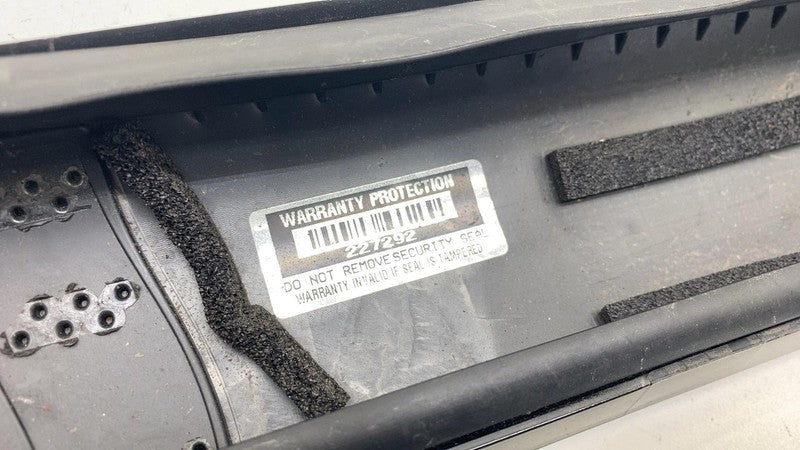 WARRANTY PROTECTION
227292
DO NOT REMOVE SECURITY SEAL
WARRANTY INVALID IF SEAL IS TAMPERED